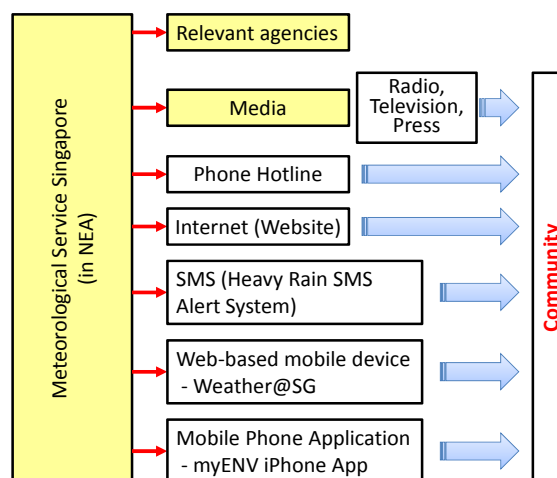 Meteorological Service Singapore
(in NEA)
Relevant agencies
Media
Radio,
Television,
Press
Phone Hotline
Internet (Website)
SMS (Heavy Rain SMS
Alert System)
Web-based mobile device
- Weather@SG
Mobile Phone Application
- myENV iPhone App
Community